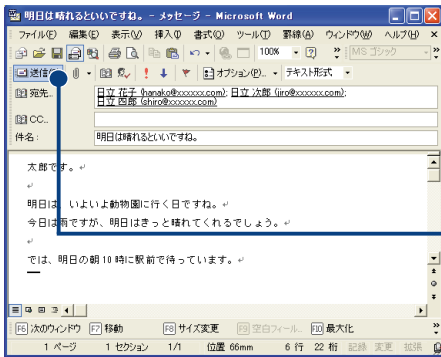 明日は晴れるといいですね。 - メッセージ - Microsoft Word
ファイル(F) 編集(E) 表示(V) 挿入(I) 書式(O) ツール(T) 罫線(A) ウィンドウ(W) ヘルプ(H)
100% MS ゴシック
送信(S) オプション(P)... テキスト形式
宛先... 日立 花子 (hanako@xxxxxx.com); 日立 次郎 (jiro@xxxxxx.com);
日立 四郎 (shiro@xxxxxx.com)
CC...
件名: 明日は晴れるといいですね。
太郎です。
明日は、いよいよ動物園に行く日ですね。
今日は雨ですが、明日はきっと晴れてくれるでしょう。
では、明日の朝10時に駅前で待っています。
F6 次のウィンドウ F7 移動 F8 サイズ変更 F9 空白フィール... F10 最大化
1 ページ 1 セクション 1/1 位置 66mm 6 行 22 桁 記録 変更 拡張